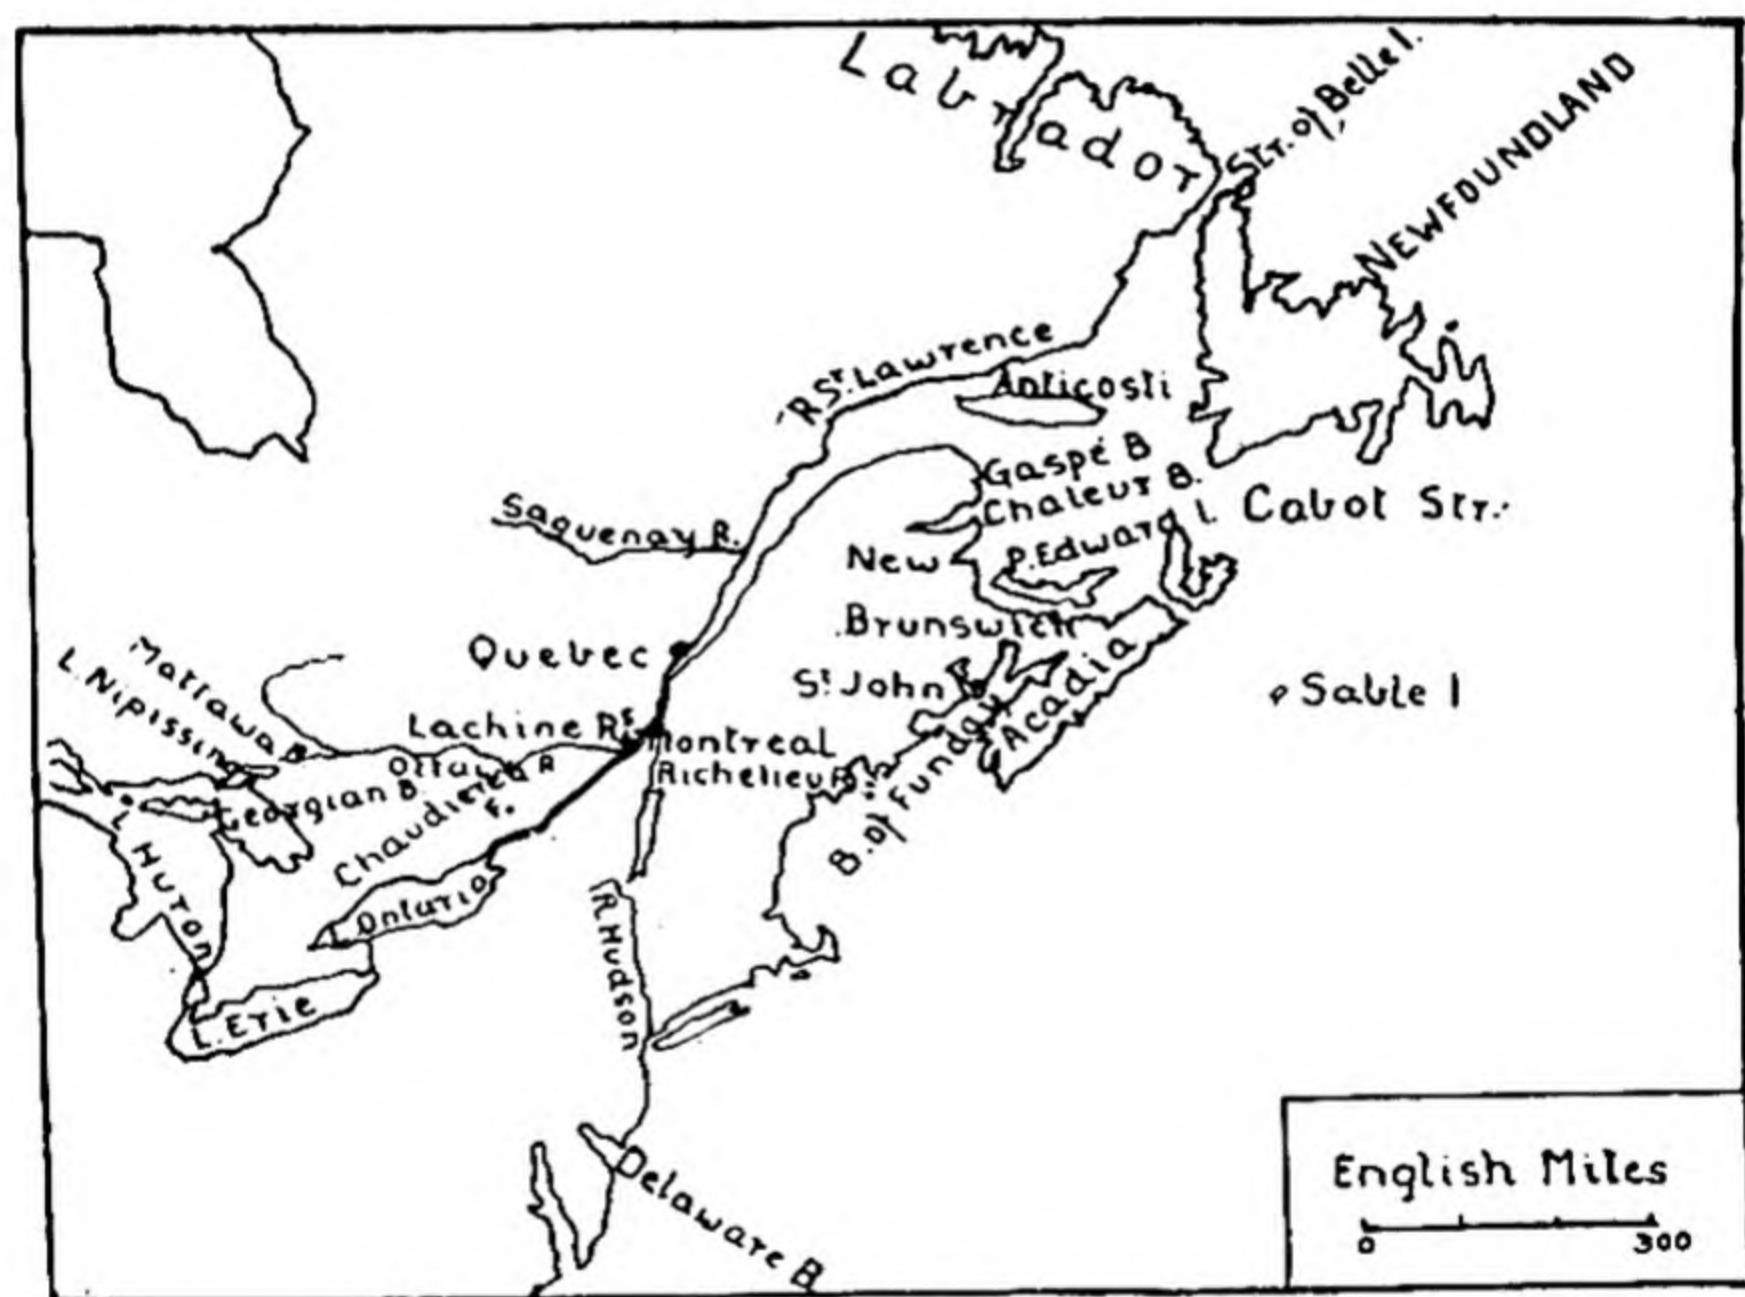 Labrador
Str. of Belle I.
NEWFOUNDLAND
R St. Lawrence
Anticosti
Gaspé B
Chaleur B.
P. Edward I.
Cabot Str.
Saguenay R.
New
Brunswick
Quebec
St John R
Acadia
Sable I
Mattawa R
L. Nipissing
Lachine Rs
Montreal
Ottawa R
Richelieu R.
Georgian B.
Chaudiere
F.
B. of Funday
L. Huron
L. Ontario
R. Hudson
L. Erie
Delaware B
English Miles
0 300